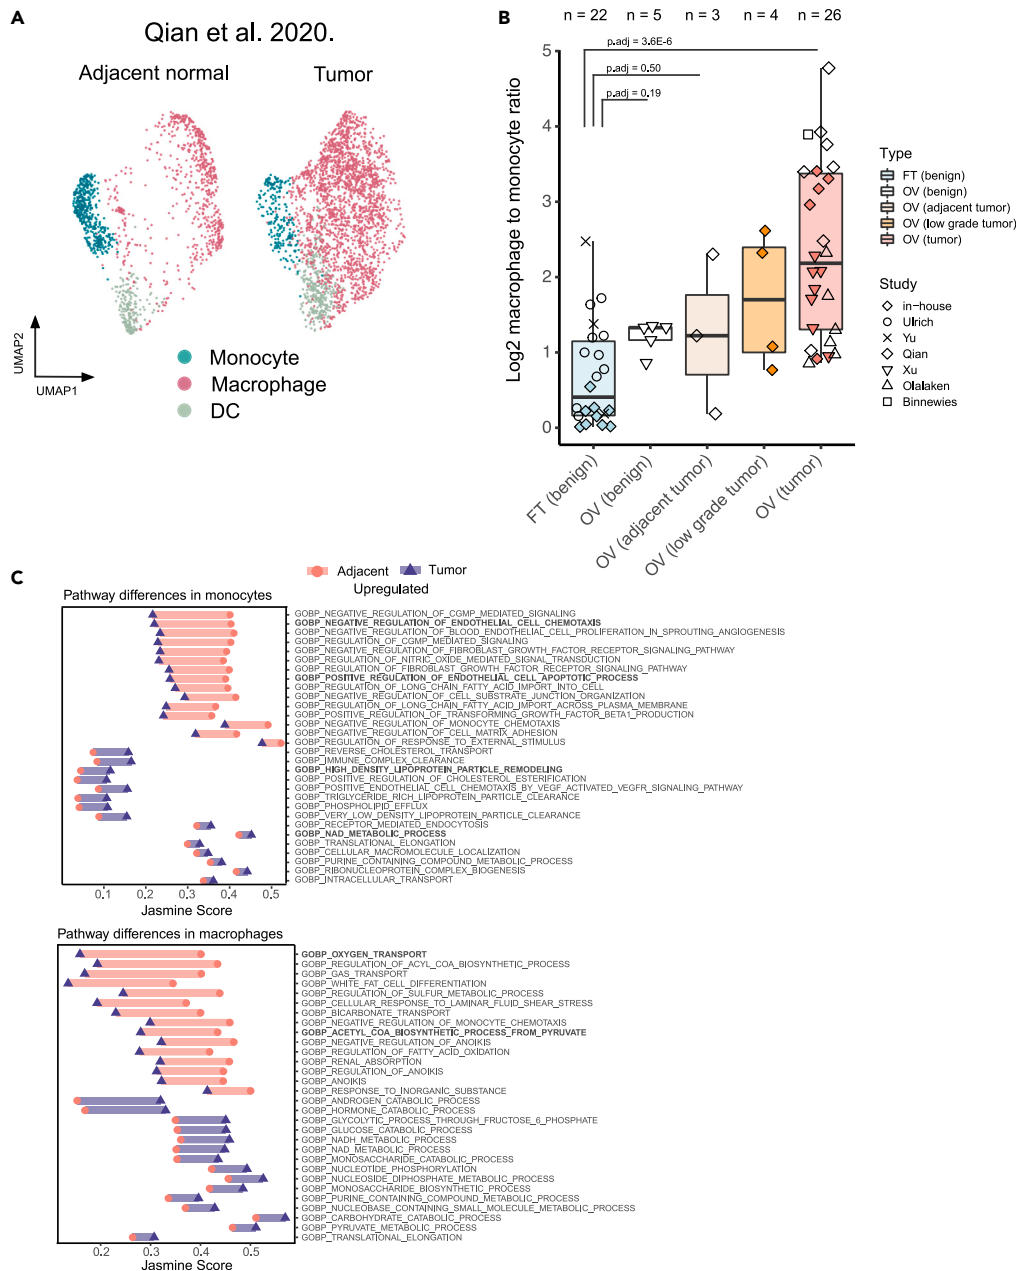 A
Qian et al. 2020.
Adjacent normal
Tumor
UMAP2
UMAP1
Monocyte
Macrophage
DC
B
n = 22
n = 5
n = 3
n = 4
n = 26
p.adj = 3.6E-6
p.adj = 0.50
p.adj = 0.19
Log2 macrophage to monocyte ratio
5
4
3
2
1
0
FT (benign)
OV (benign)
OV (adjacent tumor)
OV (low grade tumor)
OV (tumor)
Type
FT (benign)
OV (benign)
OV (adjacent tumor)
OV (low grade tumor)
OV (tumor)
Study
in-house
Ulrich
Yu
Qian
Xu
Olalaken
Binnewies
C
Adjacent
Tumor
Upregulated
Pathway differences in monocytes
GOBP_NEGATIVE_REGULATION_OF_CGMP_MEDIATED_SIGNALING
GOBP_NEGATIVE_REGULATION_OF_ENDOTHELIAL_CELL_CHEMOTAXIS
GOBP_NEGATIVE_REGULATION_OF_BLOOD_ENDOTHELIAL_CELL_PROLIFERATION_IN_SPROUTING_ANGIOGENESIS
GOBP_REGULATION_OF_CGMP_MEDIATED_SIGNALING
GOBP_NEGATIVE_REGULATION_OF_FIBROBLAST_GROWTH_FACTOR_RECEPTOR_SIGNALING_PATHWAY
GOBP_REGULATION_OF_NITRIC_OXIDE_MEDIATED_SIGNAL_TRANSDUCTION
GOBP_REGULATION_OF_FIBROBLAST_GROWTH_FACTOR_RECEPTOR_SIGNALING_PATHWAY
GOBP_POSITIVE_REGULATION_OF_ENDOTHELIAL_CELL_APOPTOTIC_PROCESS
GOBP_REGULATION_OF_LONG_CHAIN_FATTY_ACID_IMPORT_INTO_CELL
GOBP_NEGATIVE_REGULATION_OF_CELL_SUBSTRATE_JUNCTION_ORGANIZATION
GOBP_REGULATION_OF_LONG_CHAIN_FATTY_ACID_IMPORT_ACROSS_PLASMA_MEMBRANE
GOBP_POSITIVE_REGULATION_OF_TRANSFORMING_GROWTH_FACTOR_BETA1_PRODUCTION
GOBP_NEGATIVE_REGULATION_OF_MONOCYTE_CHEMOTAXIS
GOBP_NEGATIVE_REGULATION_OF_CELL_MATRIX_ADHESION
GOBP_REGULATION_OF_RESPONSE_TO_EXTERNAL_STIMULUS
GOBP_REVERSE_CHOLESTEROL_TRANSPORT
GOBP_IMMUNE_COMPLEX_CLEARANCE
GOBP_HIGH_DENSITY_LIPOPROTEIN_PARTICLE_REMODELING
GOBP_POSITIVE_REGULATION_OF_CHOLESTEROL_ESTERIFICATION
GOBP_POSITIVE_ENDOTHELIAL_CELL_CHEMOTAXIS_BY_VEGF_ACTIVATED_VEGFR_SIGNALING_PATHWAY
GOBP_TRIGLYCERIDE_RICH_LIPOPROTEIN_PARTICLE_CLEARANCE
GOBP_PHOSPHOLIPID_EFFLUX
GOBP_VERY_LOW_DENSITY_LIPOPROTEIN_PARTICLE_CLEARANCE
GOBP_RECEPTOR_MEDIATED_ENDOCYTOSIS
GOBP_NAD_METABOLIC_PROCESS
GOBP_TRANSLATIONAL_ELONGATION
GOBP_CELLULAR_MACROMOLECULE_LOCALIZATION
GOBP_PURINE_CONTAINING_COMPOUND_METABOLIC_PROCESS
GOBP_RIBONUCLEOPROTEIN_COMPLEX_BIOGENESIS
GOBP_INTRACELLULAR_TRANSPORT
0.1 0.2 0.3 0.4 0.5
Jasmine Score
Pathway differences in macrophages
GOBP_OXYGEN_TRANSPORT
GOBP_REGULATION_OF_ACYL_COA_BIOSYNTHETIC_PROCESS
GOBP_GAS_TRANSPORT
GOBP_WHITE_FAT_CELL_DIFFERENTIATION
GOBP_REGULATION_OF_SULFUR_METABOLIC_PROCESS
GOBP_CELLULAR_RESPONSE_TO_LAMINAR_FLUID_SHEAR_STRESS
GOBP_BICARBONATE_TRANSPORT
GOBP_NEGATIVE_REGULATION_OF_MONOCYTE_CHEMOTAXIS
GOBP_ACETYL_COA_BIOSYNTHETIC_PROCESS_FROM_PYRUVATE
GOBP_NEGATIVE_REGULATION_OF_ANOIKIS
GOBP_REGULATION_OF_FATTY_ACID_OXIDATION
GOBP_RENAL_ABSORPTION
GOBP_REGULATION_OF_ANOIKIS
GOBP_ANOIKIS
GOBP_RESPONSE_TO_INORGANIC_SUBSTANCE
GOBP_ANDROGEN_CATABOLIC_PROCESS
GOBP_HORMONE_CATABOLIC_PROCESS
GOBP_GLYCOLYTIC_PROCESS_THROUGH_FRUCTOSE_6_PHOSPHATE
GOBP_GLUCOSE_CATABOLIC_PROCESS
GOBP_NADH_METABOLIC_PROCESS
GOBP_NAD_METABOLIC_PROCESS
GOBP_MONOSACCHARIDE_CATABOLIC_PROCESS
GOBP_NUCLEOTIDE_PHOSPHORYLATION
GOBP_NUCLEOSIDE_DIPHOSPHATE_METABOLIC_PROCESS
GOBP_MONOSACCHARIDE_BIOSYNTHETIC_PROCESS
GOBP_PURINE_CONTAINING_COMPOUND_METABOLIC_PROCESS
GOBP_NUCLEOBASE_CONTAINING_SMALL_MOLECULE_METABOLIC_PROCESS
GOBP_CARBOHYDRATE_CATABOLIC_PROCESS
GOBP_PYRUVATE_METABOLIC_PROCESS
GOBP_TRANSLATIONAL_ELONGATION
0.2 0.3 0.4 0.5
Jasmine Score